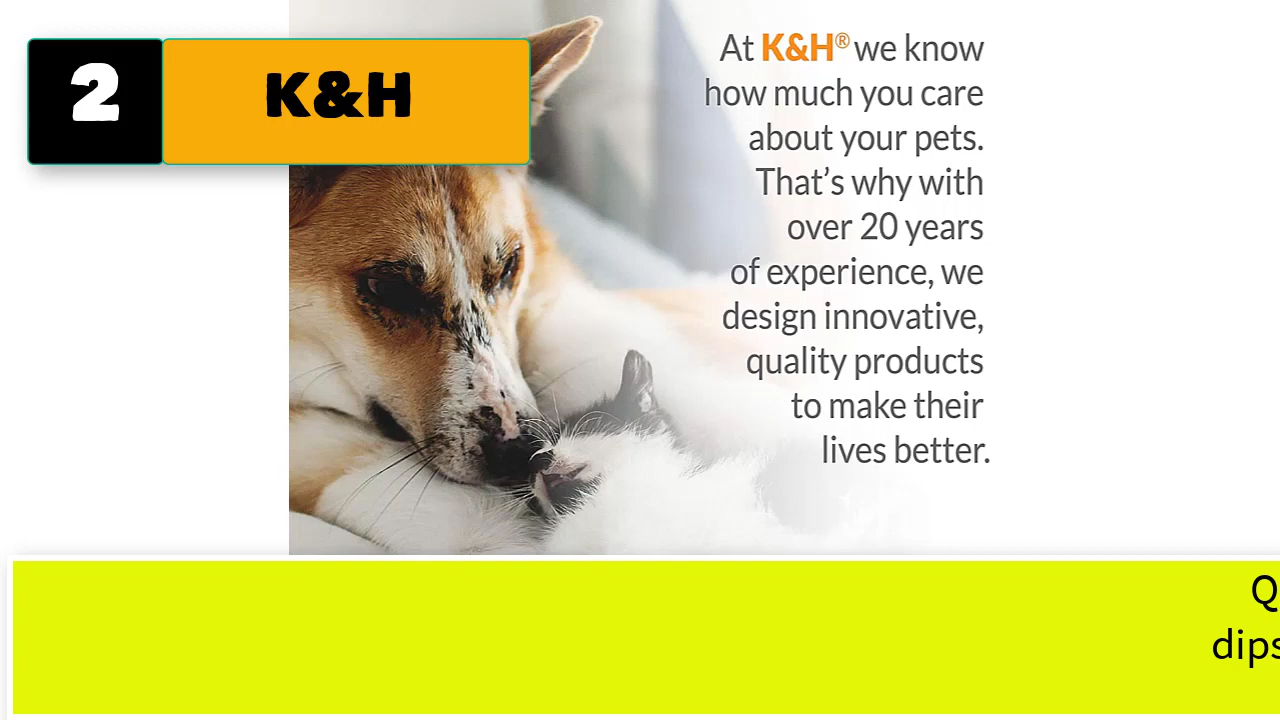 2
K&H
At K&H® we know
how much you care
about your pets.
That's why with
over 20 years
of experience, we
design innovative,
quality products
to make their
lives better.
Q
dips